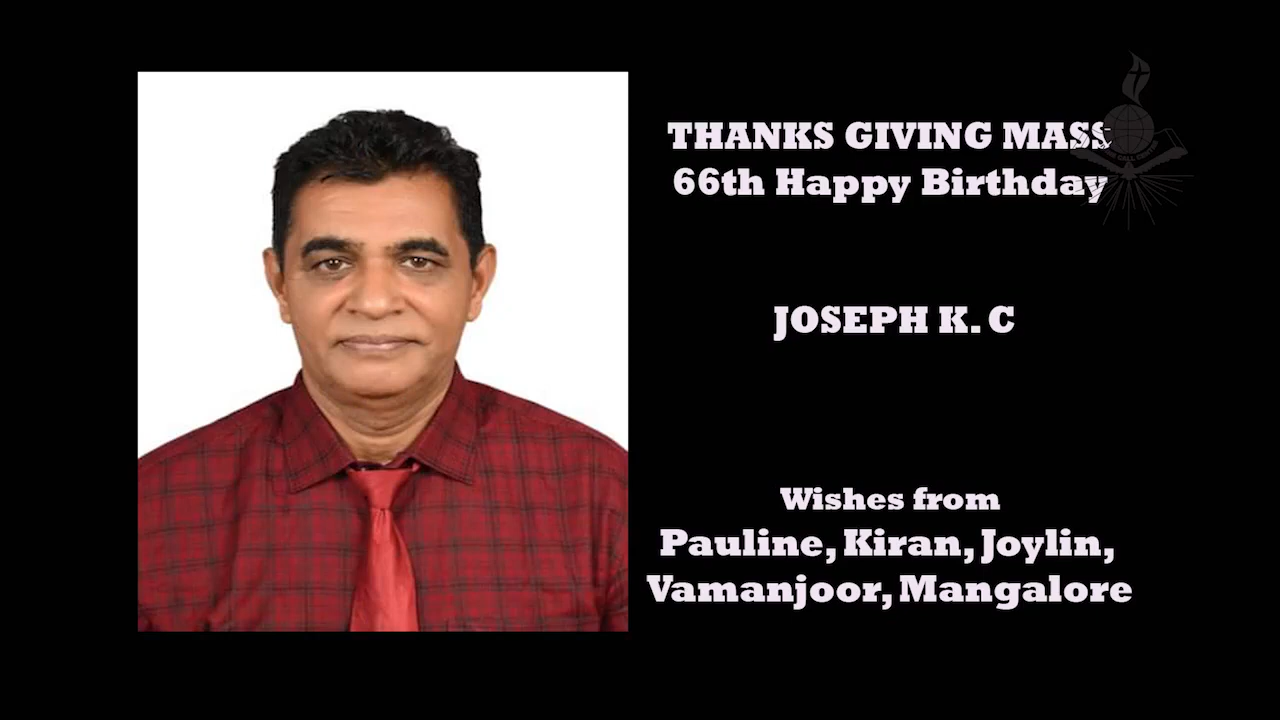 THANKS GIVING MASS
66th Happy Birthday
JOSEPH K. C
Wishes from
Pauline, Kiran, Joylin,
Vamanjoor, Mangalore